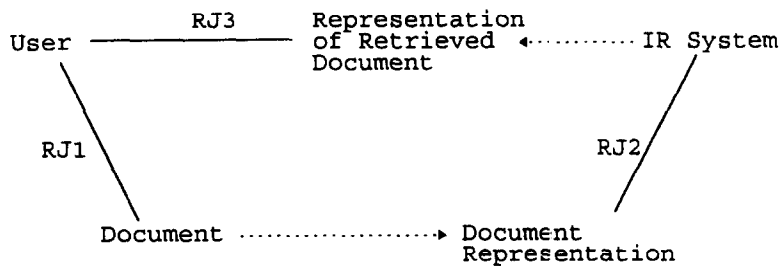 RJ3
Representation
of Retrieved
Document
User
IR System
RJ1
RJ2
Document
Document
Representation